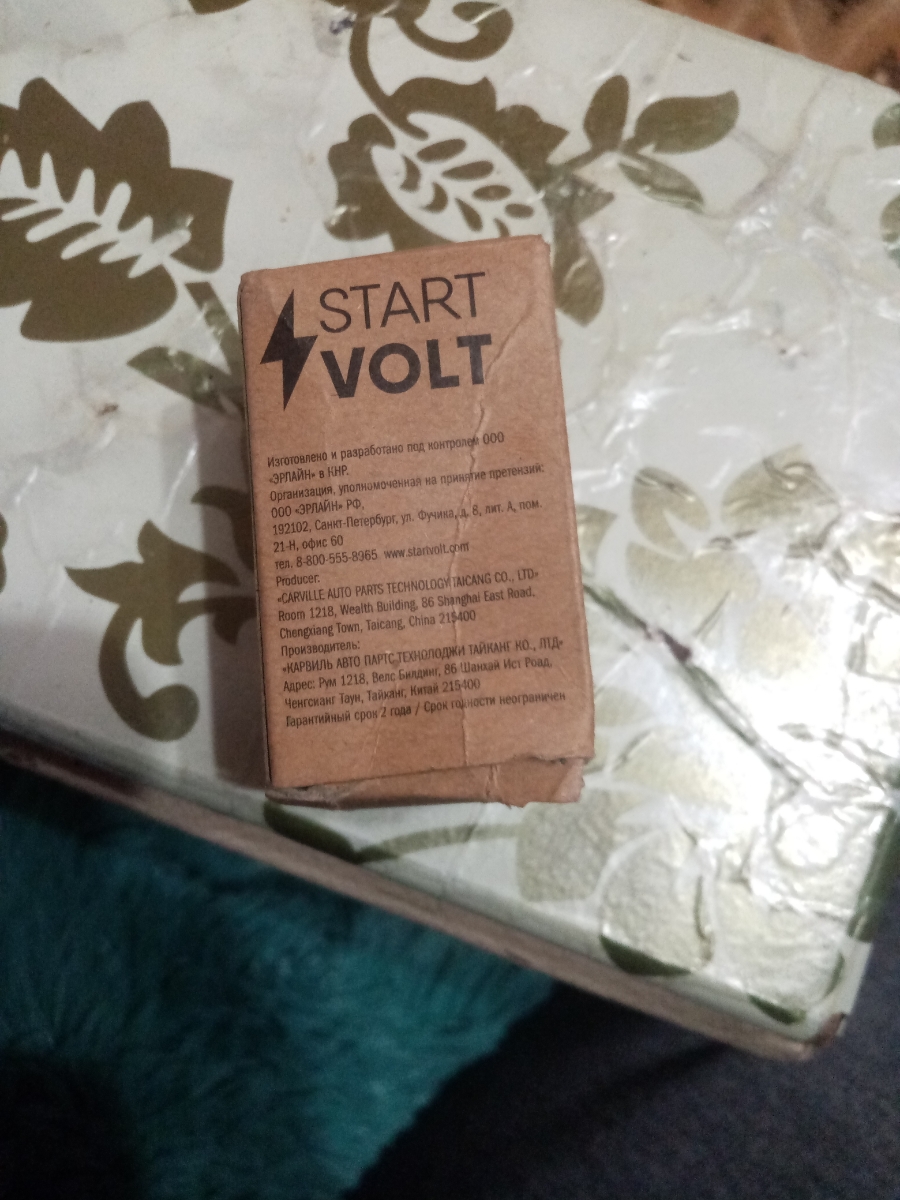 START
VOLT
Изготовлено и разработано под контролем ООО
«ЭРЛАЙН» в КНР.
Организация, уполномоченная на принятие претензий:
ООО «ЭРЛАЙН» РФ,
192102, Санкт-Петербург, ул. Фучика, д. 8, лит. А, пом.
21-Н, офис 60
тел. 8-800-555-8965 www.startvolt.com
Producer:
«CARVILLE AUTO PARTS TECHNOLOGY TAICANG CO., LTD»
Room 1218, Wealth Building, 86 Shanghai East Road,
Chengxiang Town, Taicang, China 215400
Производитель:
«КАРВИЛЬ АВТО ПАРТС ТЕХНОЛОДЖИ ТАЙКАНГ КО., ЛТД»
Адрес: Рум 1218, Велс Билдинг, 86 Шанхай Ист Роад,
Ченгсианг Таун, Тайканг, Китай 215400
Гарантийный срок 2 года / Срок годности неограничен